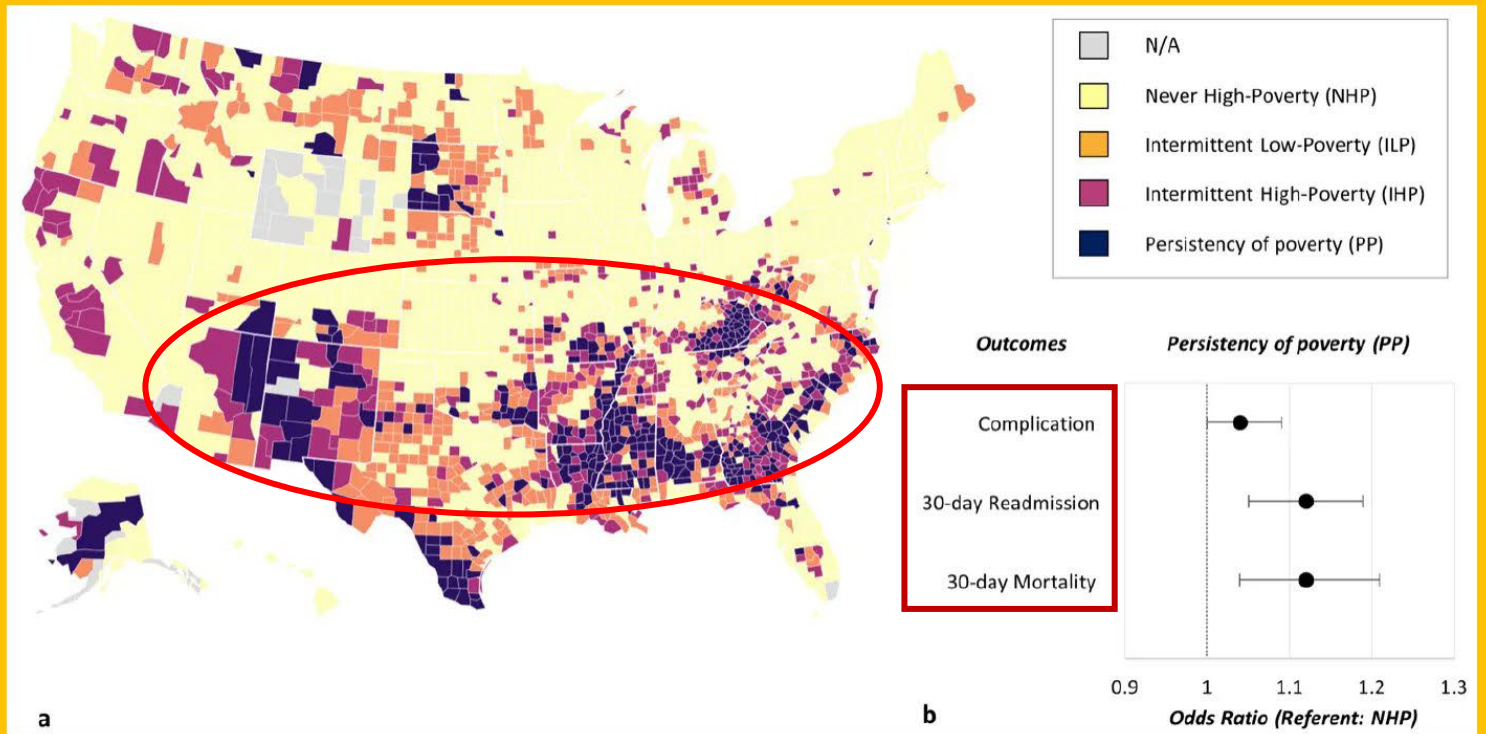 N/A
Never High-Poverty (NHP)
Intermittent Low-Poverty (ILP)
Intermittent High-Poverty (IHP)
Persistency of poverty (PP)
Outcomes
Persistency of poverty (PP)
Complication
30-day Readmission
30-day Mortality
0.9 1 1.1 1.2 1.3
Odds Ratio (Referent: NHP)
a
b